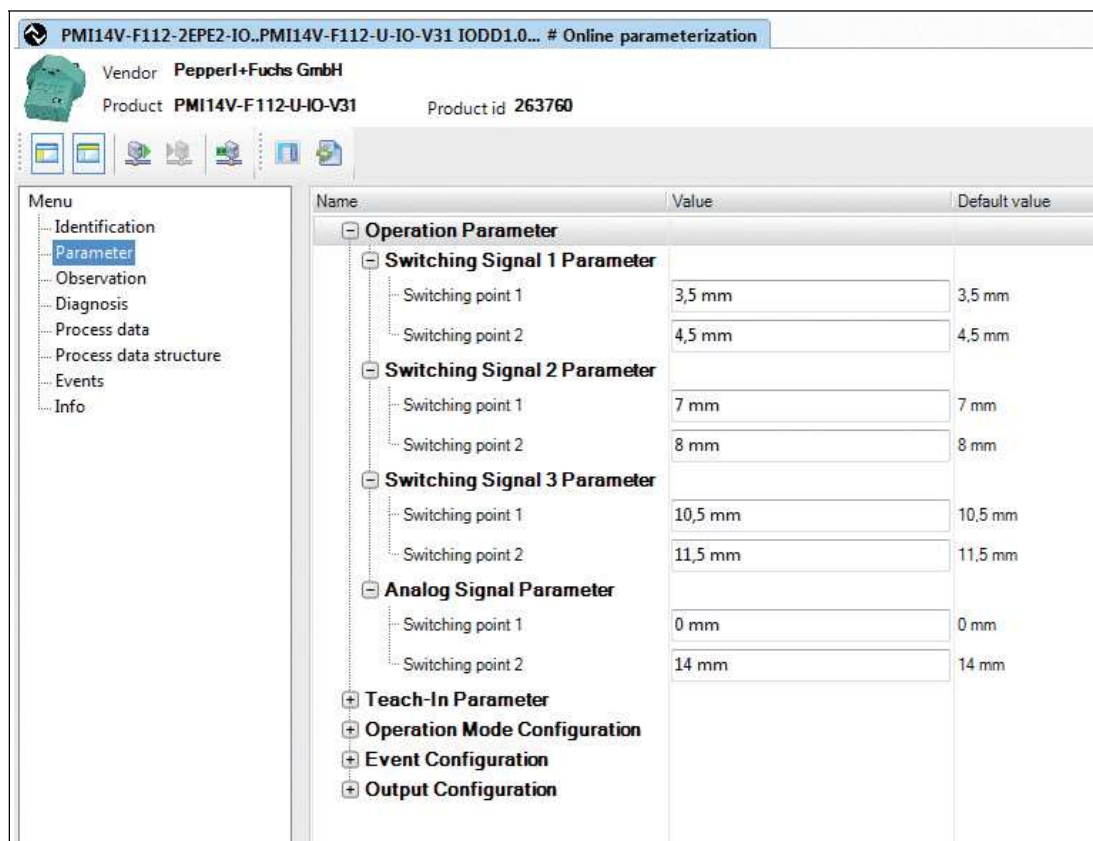 PMI14V-F112-2EPE2-IO..PMI14V-F112-U-IO-V31 IODD1.0... # Online parameterization
Vendor Pepperl+Fuchs GmbH
Product PMI14V-F112-U-IO-V31 Product id 263760
Menu
Identification
Parameter
Observation
Diagnosis
Process data
Process data structure
Events
Info
Name Value Default value
Operation Parameter
Switching Signal 1 Parameter
Switching point 1 3,5 mm 3,5 mm
Switching point 2 4,5 mm 4,5 mm
Switching Signal 2 Parameter
Switching point 1 7 mm 7 mm
Switching point 2 8 mm 8 mm
Switching Signal 3 Parameter
Switching point 1 10,5 mm 10,5 mm
Switching point 2 11,5 mm 11,5 mm
Analog Signal Parameter
Switching point 1 0 mm 0 mm
Switching point 2 14 mm 14 mm
Teach-In Parameter
Operation Mode Configuration
Event Configuration
Output Configuration